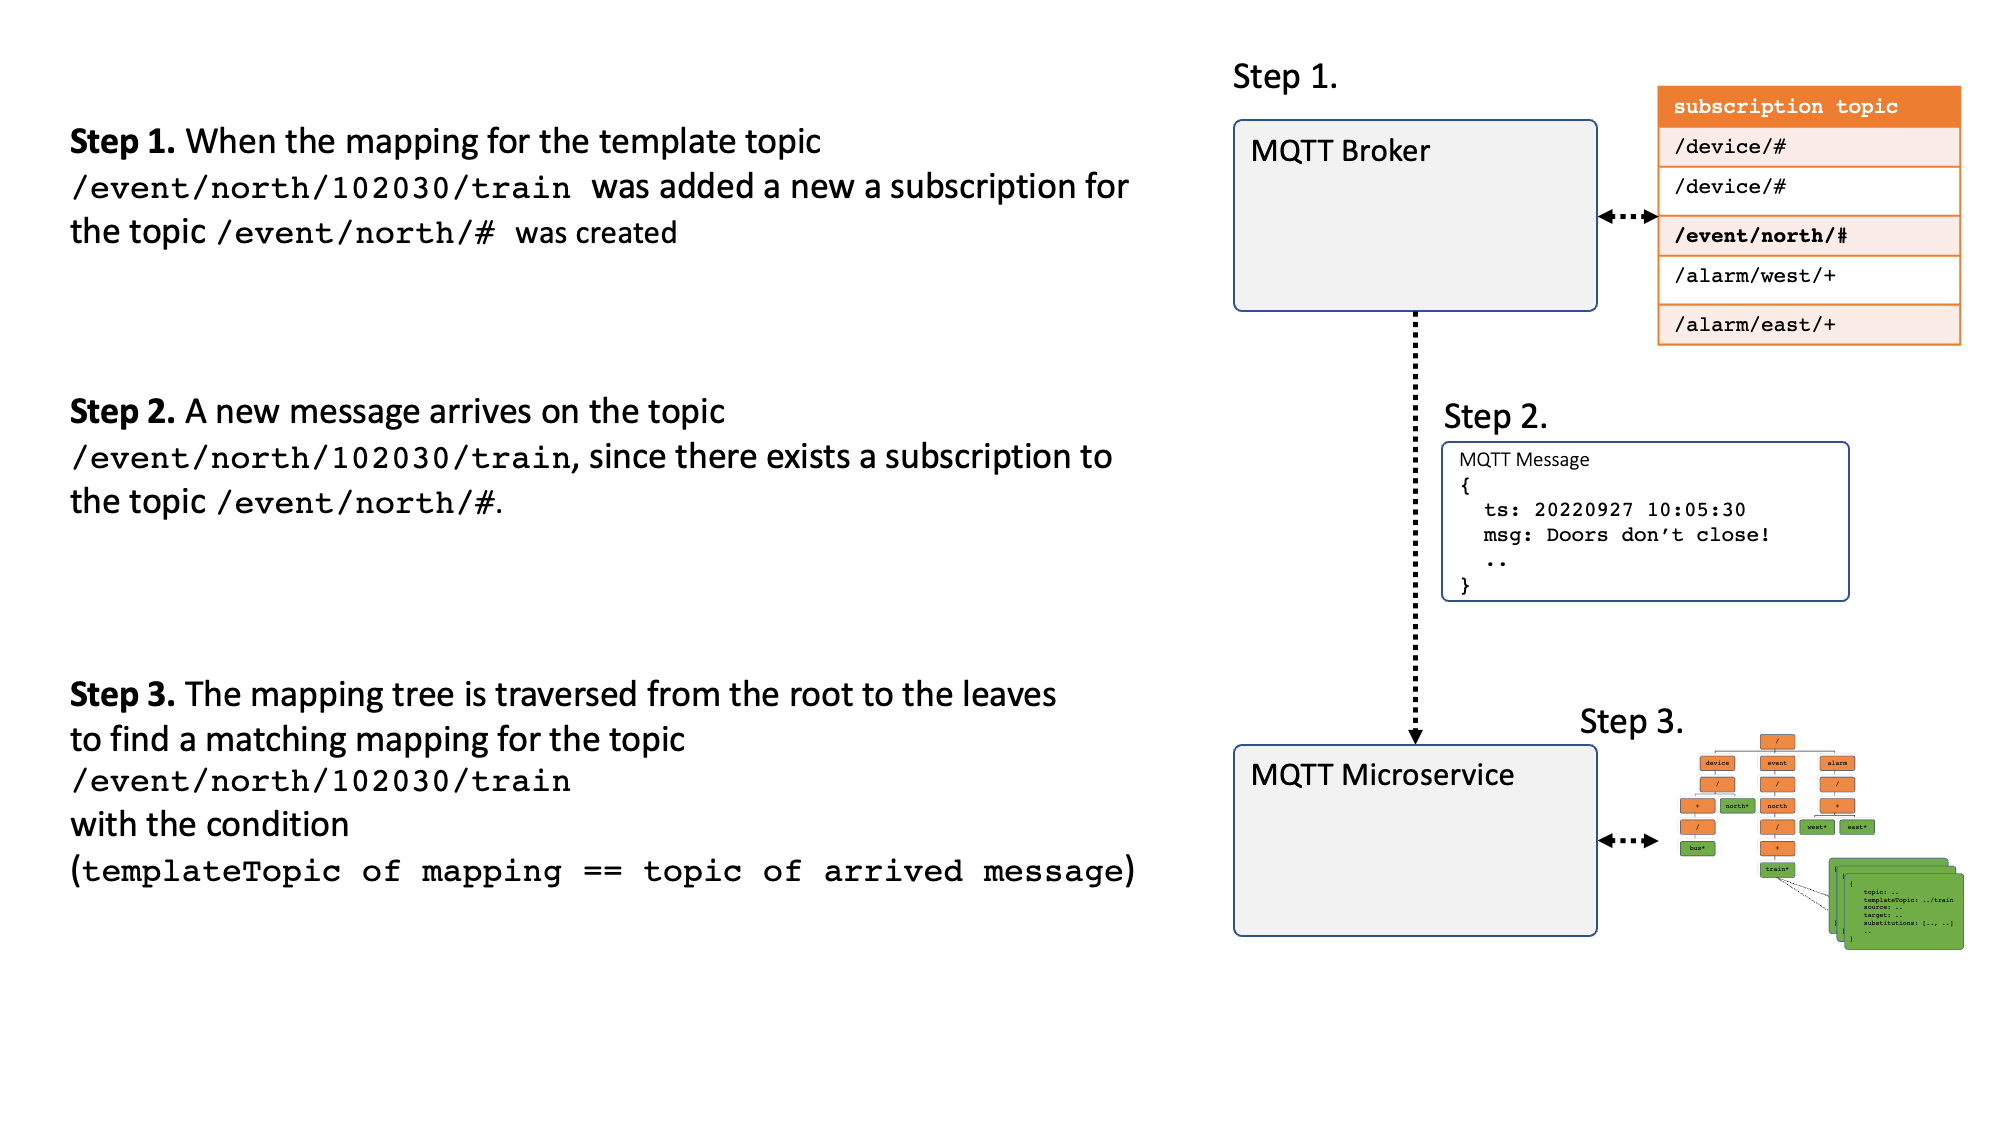 Step 1. When the mapping for the template topic
/event/north/102030/train was added a new a subscription for
the topic /event/north/# was created
Step 2. A new message arrives on the topic
/event/north/102030/train, since there exists a subscription to
the topic /event/north/#.
Step 3. The mapping tree is traversed from the root to the leaves
to find a matching mapping for the topic
/event/north/102030/train
with the condition
(templateTopic of mapping == topic of arrived message)
Step 1.
MQTT Broker
subscription topic
/device/#
/device/#
/event/north/#
/alarm/west/+
/alarm/east/+
Step 2.
MQTT Message
{
ts: 20220927 10:05:30
msg: Doors don’t close!
..
}
MQTT Microservice
Step 3.
/
device event alarm
/ / /
+ north* north +
/ / west* east*
bus* +
train*
{
topic: ..
templateTopic: ../train
source: ..
target: ..
substitutions: [.., ..]
..
}